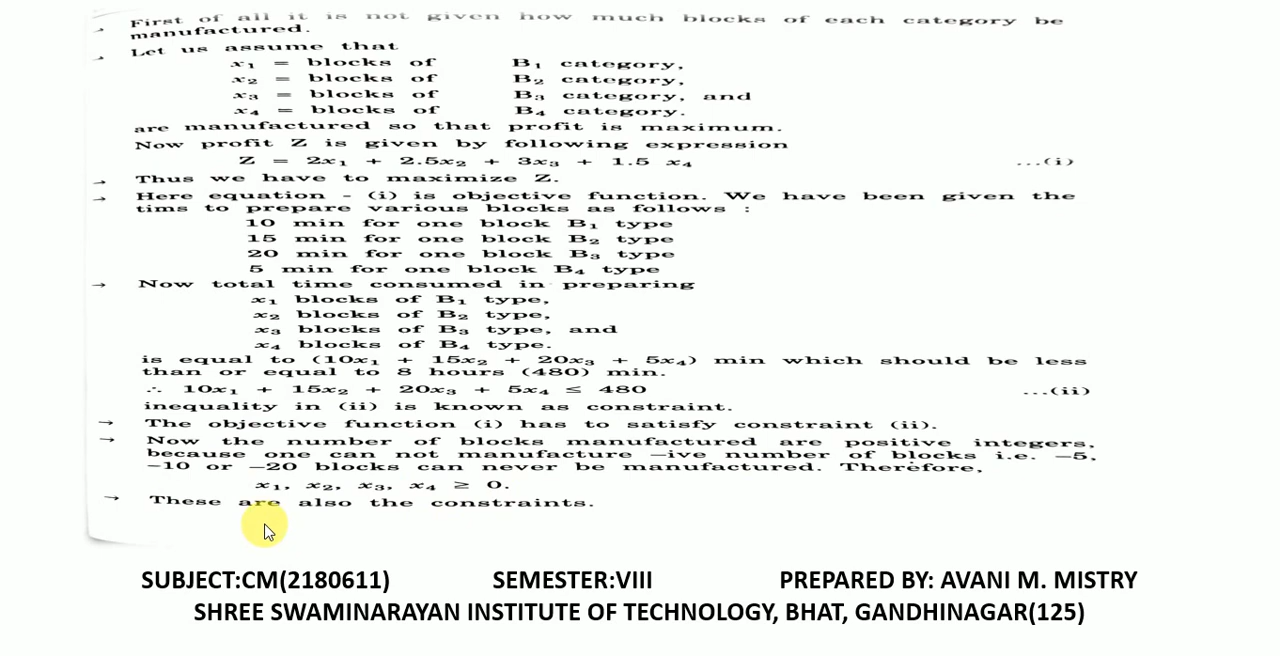 → First of all it is not given how much blocks of each category be
manufactured.
→ Let us assume that
x₁ = blocks of B₁ category,
x₂ = blocks of B₂ category,
x₃ = blocks of B₃ category, and
x₄ = blocks of B₄ category.
are manufactured so that profit is maximum.
Now profit Z is given by following expression
Z = 2x₁ + 2.5x₂ + 3x₃ + 1.5 x₄ ...(i)
→ Thus we have to maximize Z.
→ Here equation - (i) is objective function. We have been given the
tims to prepare various blocks as follows :
10 min for one block B₁ type
15 min for one block B₂ type
20 min for one block B₃ type
5 min for one block B₄ type
→ Now total time consumed in preparing
x₁ blocks of B₁ type,
x₂ blocks of B₂ type,
x₃ blocks of B₃ type, and
x₄ blocks of B₄ type.
is equal to (10x₁ + 15x₂ + 20x₃ + 5x₄) min which should be less
than or equal to 8 hours (480) min.
∴ 10x₁ + 15x₂ + 20x₃ + 5x₄ ≤ 480 ...(ii)
inequality in (ii) is known as constraint.
→ The objective function (i) has to satisfy constraint (ii).
→ Now the number of blocks manufactured are positive integers,
because one can not manufacture –ive number of blocks i.e. –5,
–10 or –20 blocks can never be manufactured. Therefore,
x₁, x₂, x₃, x₄ ≥ 0.
→ These are also the constraints.
SUBJECT:CM(2180611) SEMESTER:VIII PREPARED BY: AVANI M. MISTRY
SHREE SWAMINARAYAN INSTITUTE OF TECHNOLOGY, BHAT, GANDHINAGAR(125)